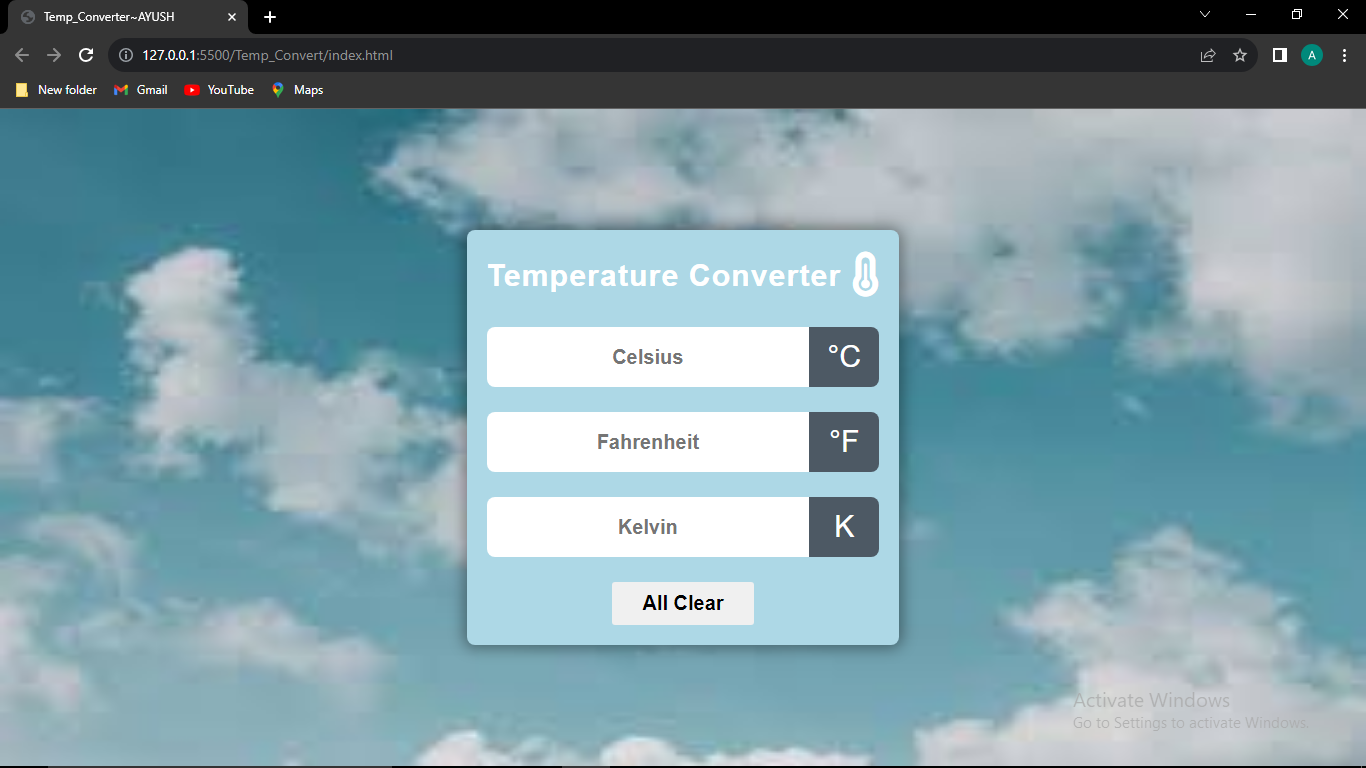 Temp_Converter~AYUSH
127.0.0.1:5500/Temp_Convert/index.html
A
New folder Gmail YouTube Maps
Temperature Converter
Celsius °C
Fahrenheit °F
Kelvin K
All Clear
Activate Windows
Go to Settings to activate Windows.